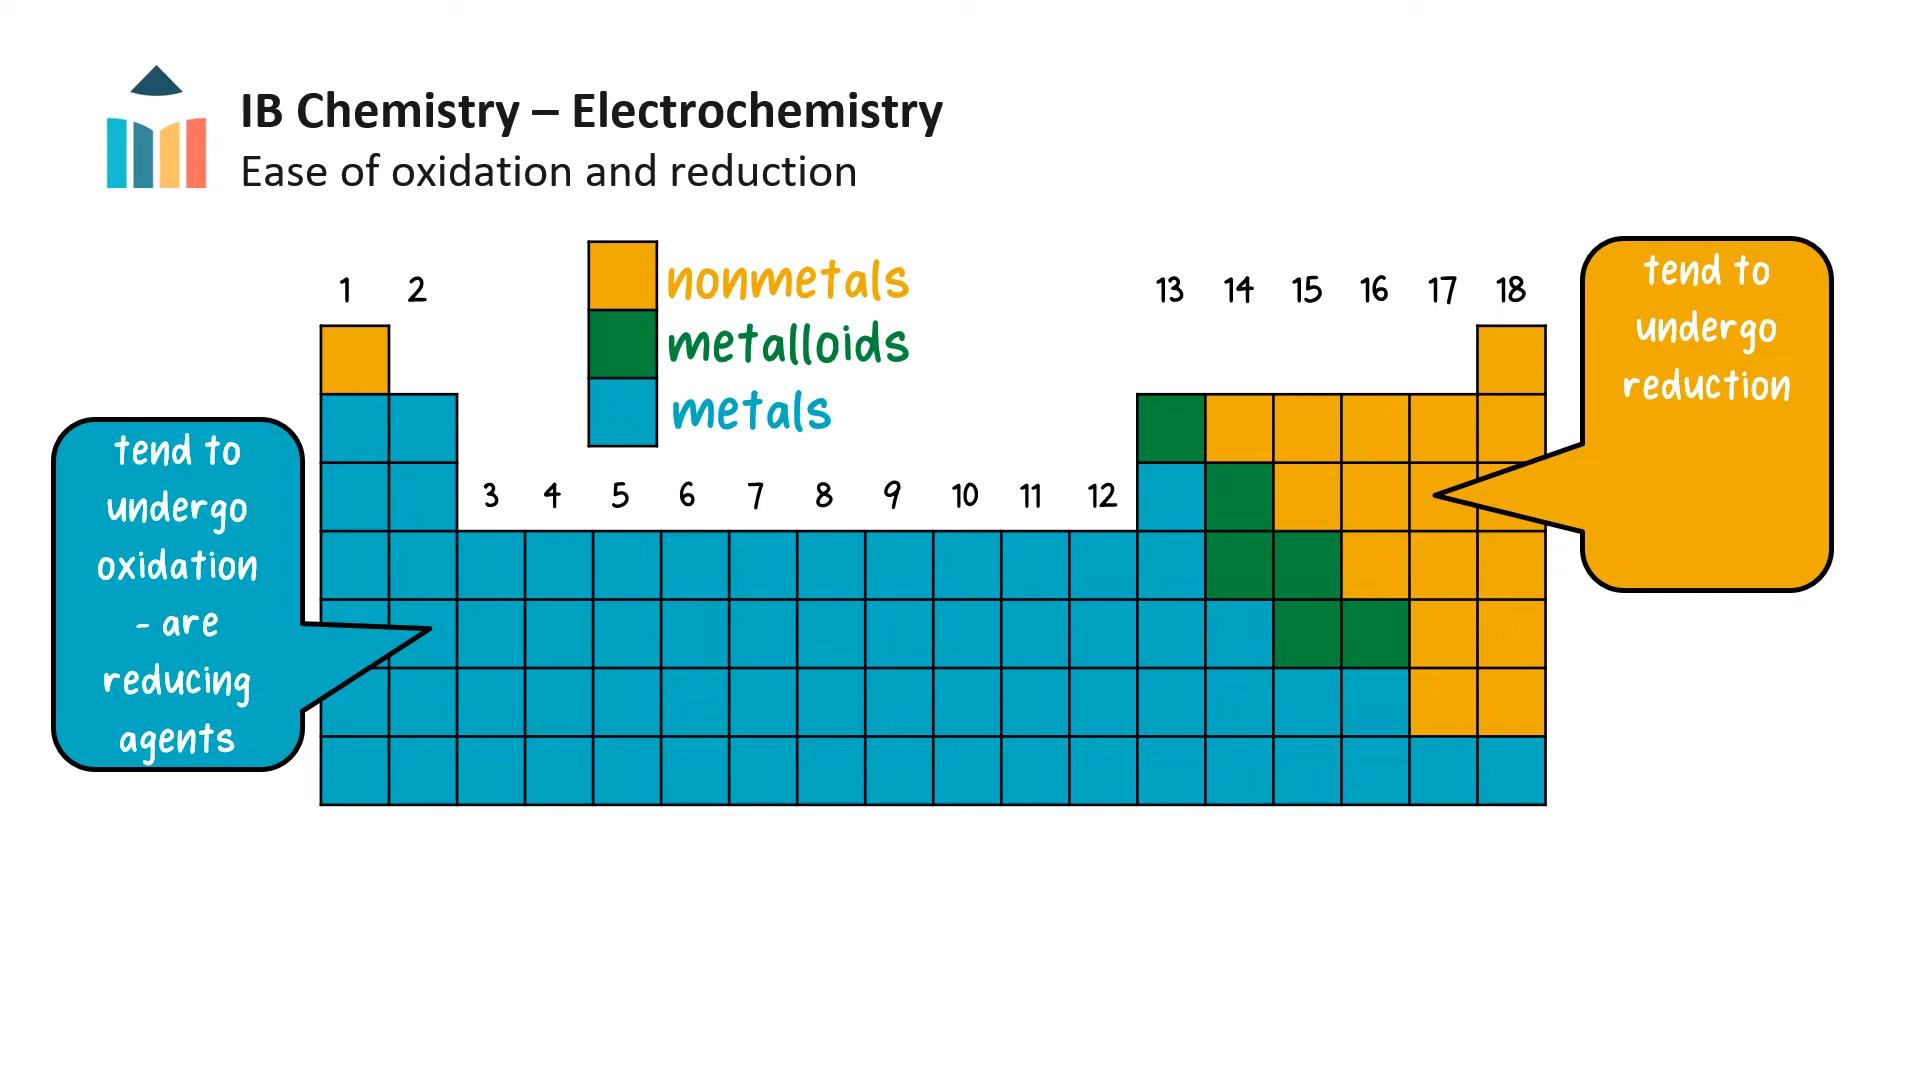 IB Chemistry – Electrochemistry
Ease of oxidation and reduction
nonmetals
metalloids
metals
1 2 13 14 15 16 17 18
3 4 5 6 7 8 9 10 11 12
tend to
undergo
oxidation
- are
reducing
agents
tend to
undergo
reduction